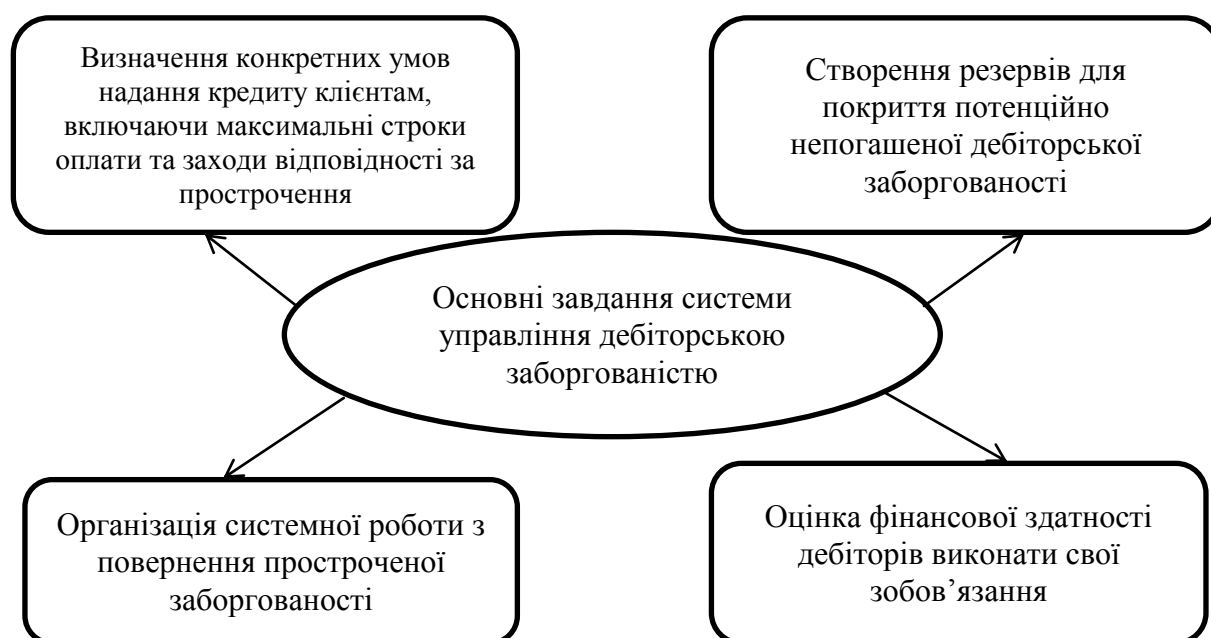 Визначення конкретних умов
надання кредиту клієнтам,
включаючи максимальні строки
оплати та заходи відповідності за
прострочення
Створення резервів для
покриття потенційно
непогашеної дебіторської
заборгованості
Основні завдання системи
управління дебіторською
заборгованістю
Організація системної роботи з
повернення простроченої
заборгованості
Оцінка фінансової здатності
дебіторів виконати свої
зобов’язання